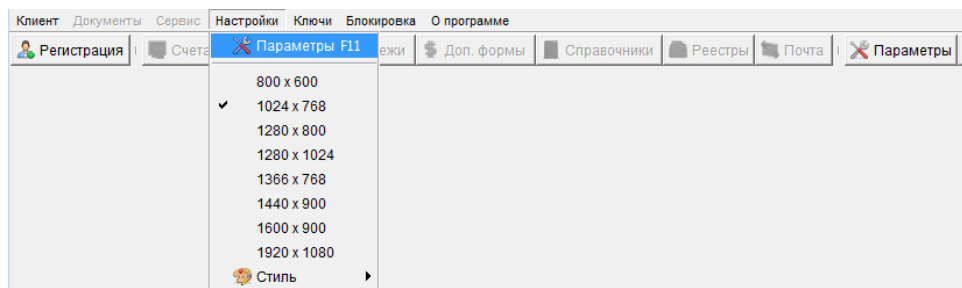 Клиент Документы Сервис Настройки Ключи Блокировка О программе
Регистрация Счета Параметры F11 ежи Доп. формы Справочники Реестры Почта Параметры
800 x 600
1024 x 768
1280 x 800
1280 x 1024
1366 x 768
1440 x 900
1600 x 900
1920 x 1080
Стиль